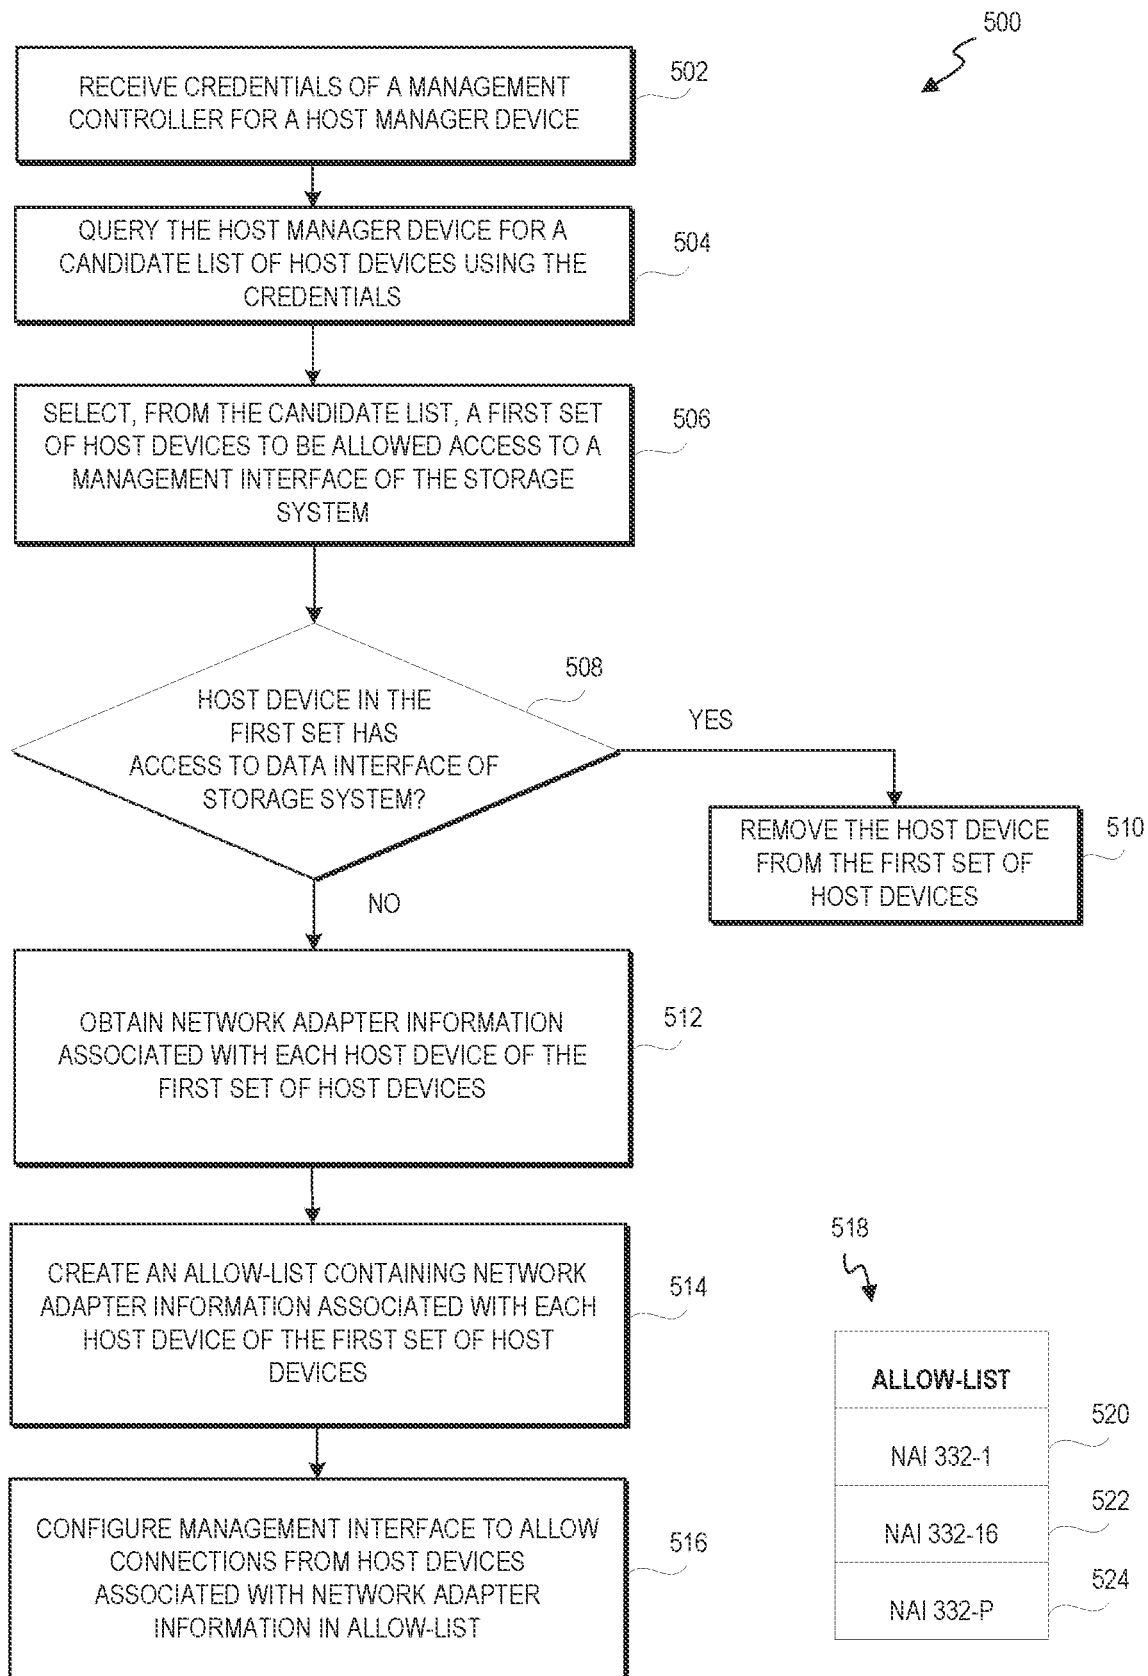 500
RECEIVE CREDENTIALS OF A MANAGEMENT
CONTROLLER FOR A HOST MANAGER DEVICE
502
QUERY THE HOST MANAGER DEVICE FOR A
CANDIDATE LIST OF HOST DEVICES USING THE
CREDENTIALS
504
SELECT, FROM THE CANDIDATE LIST, A FIRST SET
OF HOST DEVICES TO BE ALLOWED ACCESS TO A
MANAGEMENT INTERFACE OF THE STORAGE
SYSTEM
506
HOST DEVICE IN THE
FIRST SET HAS
ACCESS TO DATA INTERFACE OF
STORAGE SYSTEM?
508
YES
REMOVE THE HOST DEVICE
FROM THE FIRST SET OF
HOST DEVICES
510
NO
OBTAIN NETWORK ADAPTER INFORMATION
ASSOCIATED WITH EACH HOST DEVICE OF THE
FIRST SET OF HOST DEVICES
512
CREATE AN ALLOW-LIST CONTAINING NETWORK
ADAPTER INFORMATION ASSOCIATED WITH EACH
HOST DEVICE OF THE FIRST SET OF HOST
DEVICES
514
CONFIGURE MANAGEMENT INTERFACE TO ALLOW
CONNECTIONS FROM HOST DEVICES
ASSOCIATED WITH NETWORK ADAPTER
INFORMATION IN ALLOW-LIST
516
518
ALLOW-LIST
NAI 332-1
520
NAI 332-16
522
NAI 332-P
524